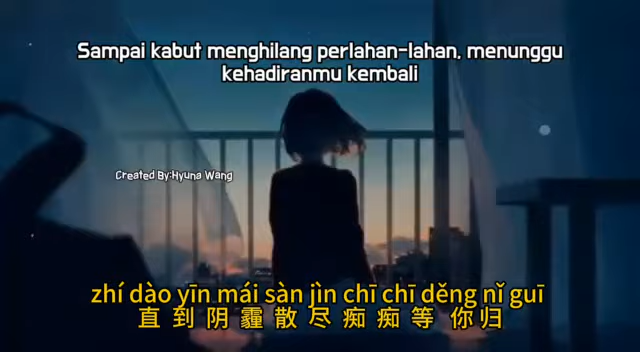 Sampai kabut menghilang perlahan-lahan, menunggu
kehadiranmu kembali
Created By:Hyuna Wang
zhí dào yīn mái sàn jìn chī chī děng nǐ guī
直到阴霾散尽痴痴等你归